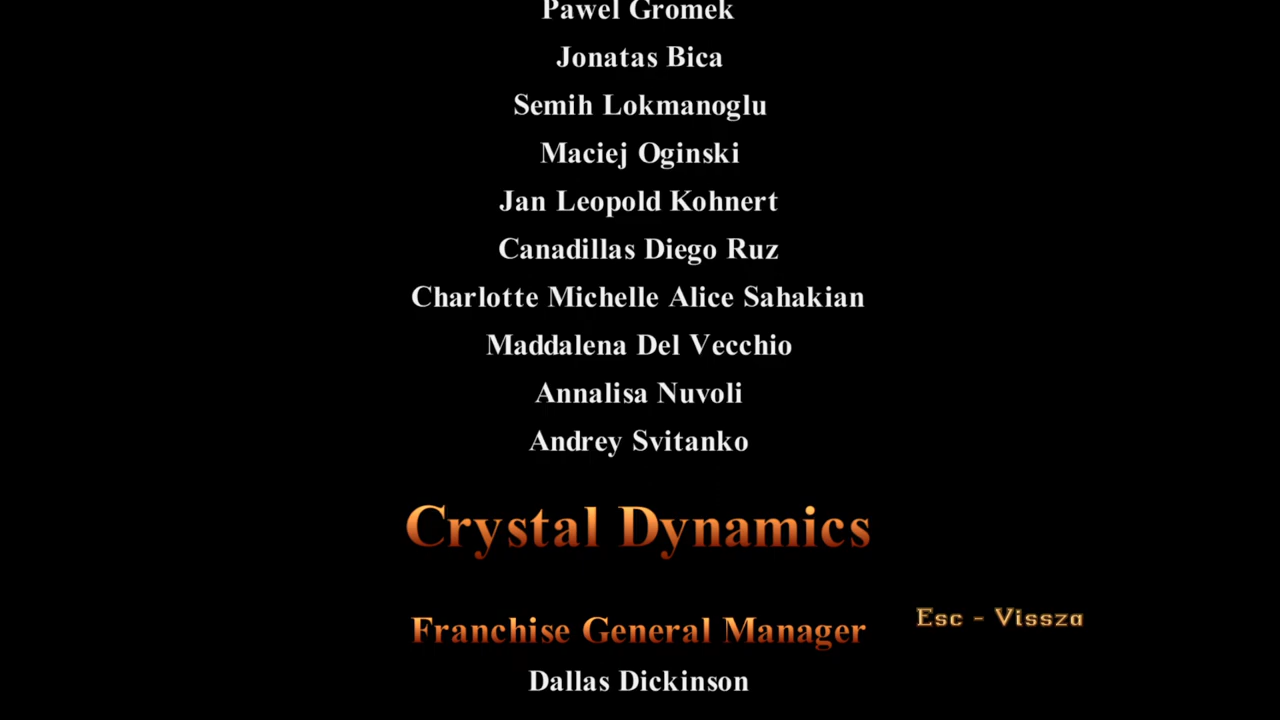 Pawel Gromek
Jonatas Bica
Semih Lokmanoglu
Maciej Oginski
Jan Leopold Kohnert
Canadillas Diego Ruz
Charlotte Michelle Alice Sahakian
Maddalena Del Vecchio
Annalisa Nuvoli
Andrey Svitanko
Crystal Dynamics
Franchise General Manager
Esc - Vissza
Dallas Dickinson